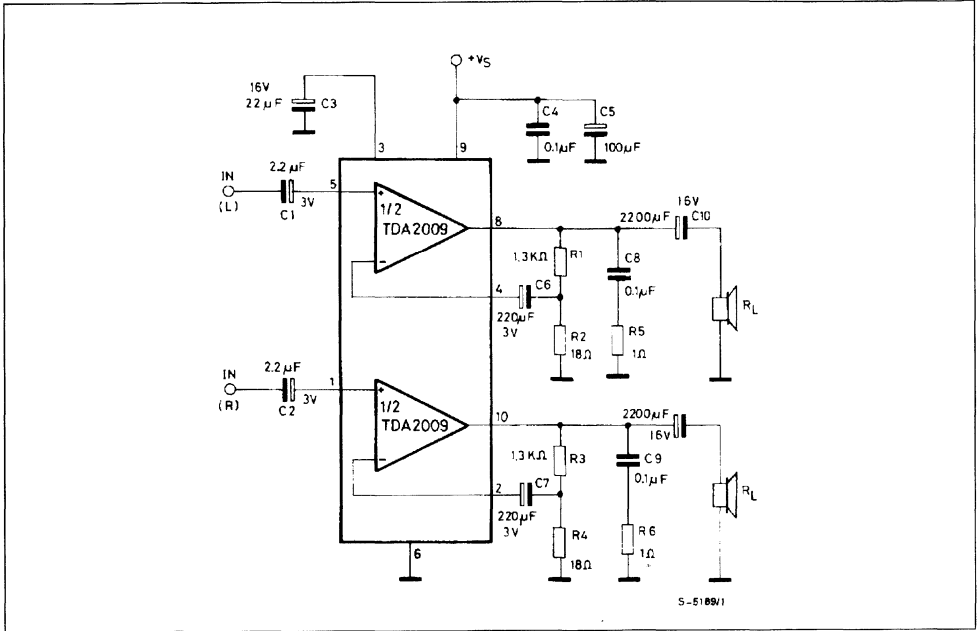 +VS
16V
22µF
C3
C4
0.1µF
C5
100µF
3
9
IN
(L)
2.2µF
C1
3V
5
+
1/2
TDA2009
−
8
4
1,3KΩ
R1
C6
220µF
3V
R2
18Ω
C8
0.1µF
R5
1Ω
2200µF
16V
C10
RL
IN
(R)
2.2µF
C2
3V
1
+
1/2
TDA2009
−
10
2
1,3KΩ
R3
C7
220µF
3V
R4
18Ω
C9
0.1µF
R6
1Ω
2200µF
16V
RL
6
S-5189/1